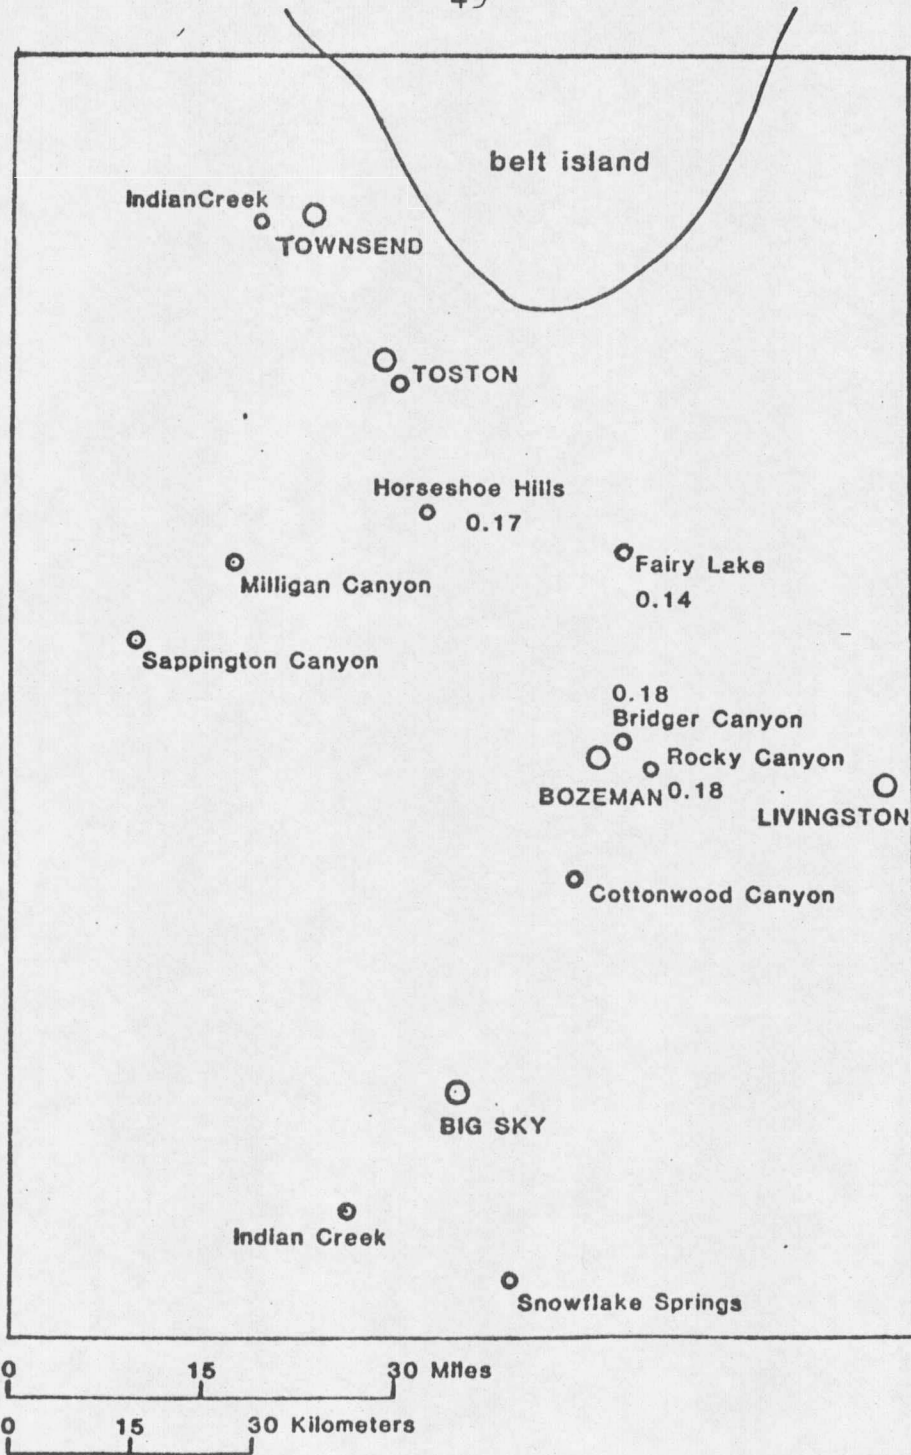 belt island
IndianCreek
TOWNSEND
TOSTON
Horseshoe Hills
0.17
Fairy Lake
0.14
Milligan Canyon
Sappington Canyon
0.18
Bridger Canyon
Rocky Canyon
BOZEMAN 0.18
LIVINGSTON
Cottonwood Canyon
BIG SKY
Indian Creek
Snowflake Springs
0 15 30 Miles
0 15 30 Kilometers